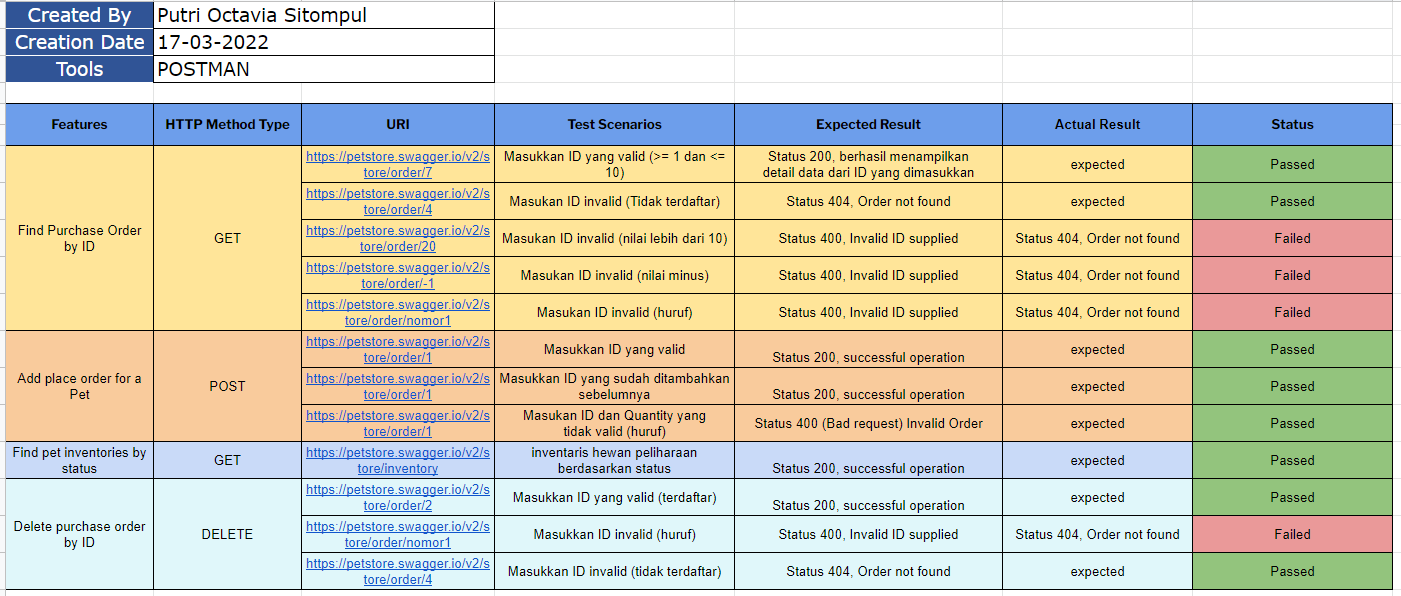 Created By Putri Octavia Sitompul
Creation Date 17-03-2022
Tools POSTMAN
Features HTTP Method Type URI Test Scenarios Expected Result Actual Result Status
Find Purchase Order
by ID
GET
https://petstore.swagger.io/v2/s
tore/order/7
Masukkan ID yang valid (>= 1 dan <=
10)
Status 200, berhasil menampilkan
detail data dari ID yang dimasukkan
expected
Passed
https://petstore.swagger.io/v2/s
tore/order/4
Masukan ID invalid (Tidak terdaftar)
Status 404, Order not found
expected
Passed
https://petstore.swagger.io/v2/s
tore/order/20
Masukan ID invalid (nilai lebih dari 10)
Status 400, Invalid ID supplied
Status 404, Order not found
Failed
https://petstore.swagger.io/v2/s
tore/order/-1
Masukan ID invalid (nilai minus)
Status 400, Invalid ID supplied
Status 404, Order not found
Failed
https://petstore.swagger.io/v2/s
tore/order/nomor1
Masukkan ID invalid (huruf)
Status 400, Invalid ID supplied
Status 404, Order not found
Failed
Add place order for a
Pet
POST
https://petstore.swagger.io/v2/s
tore/order/1
Masukkan ID yang valid
Status 200, successful operation
expected
Passed
https://petstore.swagger.io/v2/s
tore/order/1
Masukkan ID yang sudah ditambahkan
sebelumnya
Status 200, successful operation
expected
Passed
https://petstore.swagger.io/v2/s
tore/order/1
Masukan ID dan Quantity yang
tidak valid (huruf)
Status 400 (Bad request) Invalid Order
expected
Passed
Find pet inventories by
status
GET
https://petstore.swagger.io/v2/s
tore/inventory
inventaris hewan peliharaan
berdasarkan status
Status 200, successful operation
expected
Passed
Delete purchase order
by ID
DELETE
https://petstore.swagger.io/v2/s
tore/order/2
Masukkan ID yang valid (terdaftar)
Status 200, successful operation
expected
Passed
https://petstore.swagger.io/v2/s
tore/order/nomor1
Masukkan ID invalid (huruf)
Status 400, Invalid ID supplied
Status 404, Order not found
Failed
https://petstore.swagger.io/v2/s
tore/order/4
Masukkan ID invalid (tidak terdaftar)
Status 404, Order not found
expected
Passed